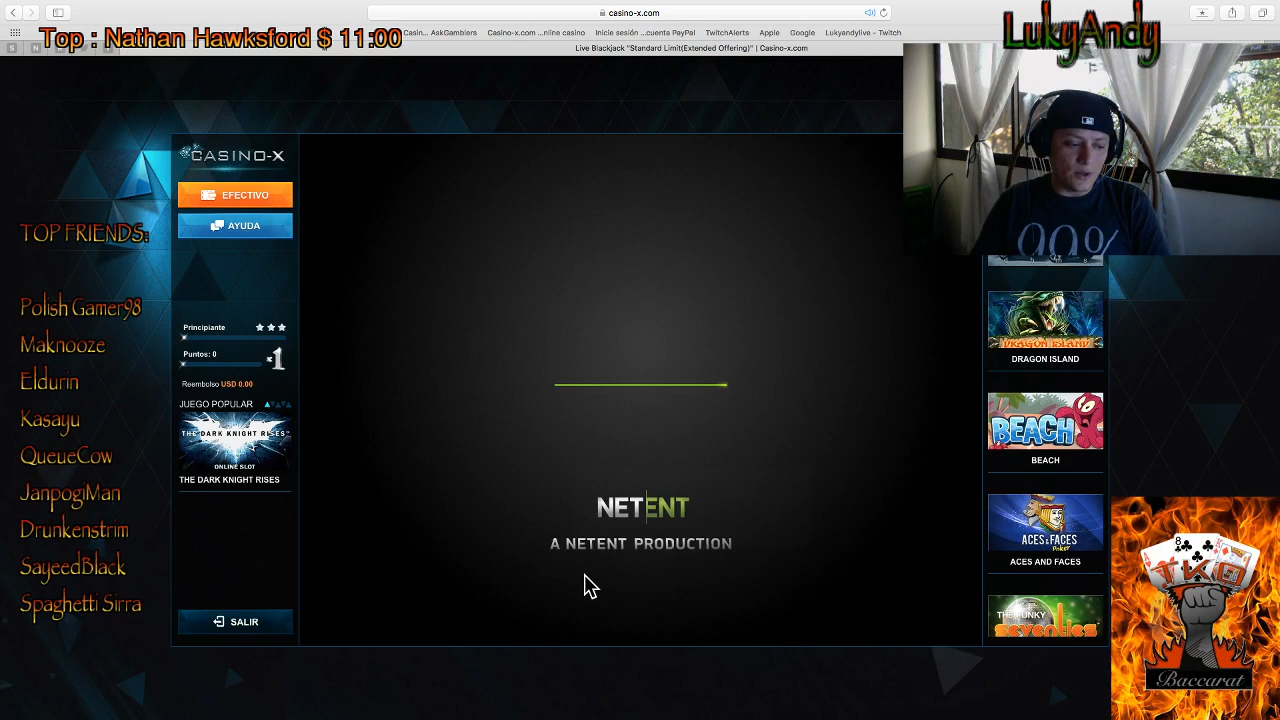 casino-x.com
Top : Nathan Hawksford $ 11:00
Casin... AskGamblers
Casino-x.com ...nline casino
Inicie sesión ...cuenta PayPal
TwitchAlerts
Apple
Google
Lukyandylive - Twitch
Live Blackjack "Standard Limit(Extended Offering)" | Casino-x.com
LukyAndy
CASINO-X
EFECTIVO
AYUDA
TOP FRIENDS:
Polish Gamer98
Maknooze
Eldurin
Kasayu
QueueCow
JanpogiMan
Drunkenstrim
SayeedBlack
Spaghetti Sirra
Principiante
Puntos: 0
x1
Reembolso USD 0.00
JUEGO POPULAR
THE DARK KNIGHT RISES
ONLINE SLOT
THE DARK KNIGHT RISES
SALIR
NETENT
A NETENT PRODUCTION
99%
DRAGON ISLAND
DRAGON ISLAND
BEACH
BEACH
ACES & FACES
Poker
ACES AND FACES
THE FUNKY
seventies
8
K
TKO
Baccarat